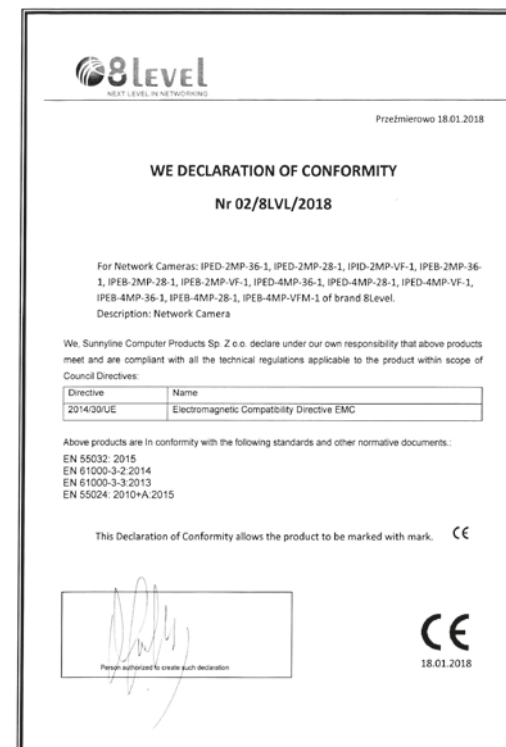 8LEVEL
NEXT LEVEL IN NETWORKING
Przeźmierowo 18.01.2018
WE DECLARATION OF CONFORMITY
Nr 02/8LVL/2018
For Network Cameras: IPED-2MP-36-1, IPED-2MP-28-1, IPID-2MP-VF-1, IPEB-2MP-36-
1, IPEB-2MP-28-1, IPEB-2MP-VF-1, IPED-4MP-36-1, IPED-4MP-28-1, IPED-4MP-VF-1,
IPEB-4MP-36-1, IPEB-4MP-28-1, IPEB-4MP-VFM-1 of brand 8Level.
Description: Network Camera
We, Sunnyline Computer Products Sp. Z o.o. declare under our own responsibility that above products
meet and are compliant with all the technical regulations applicable to the product within scope of
Council Directives:
Directive Name
2014/30/UE Electromagnetic Compatibility Directive EMC
Above products are In conformity with the following standards and other normative documents.:
EN 55032: 2015
EN 61000-3-2:2014
EN 61000-3-3:2013
EN 55024: 2010+A:2015
This Declaration of Conformity allows the product to be marked with mark. CE
Person authorized to create such declaration
CE
18.01.2018